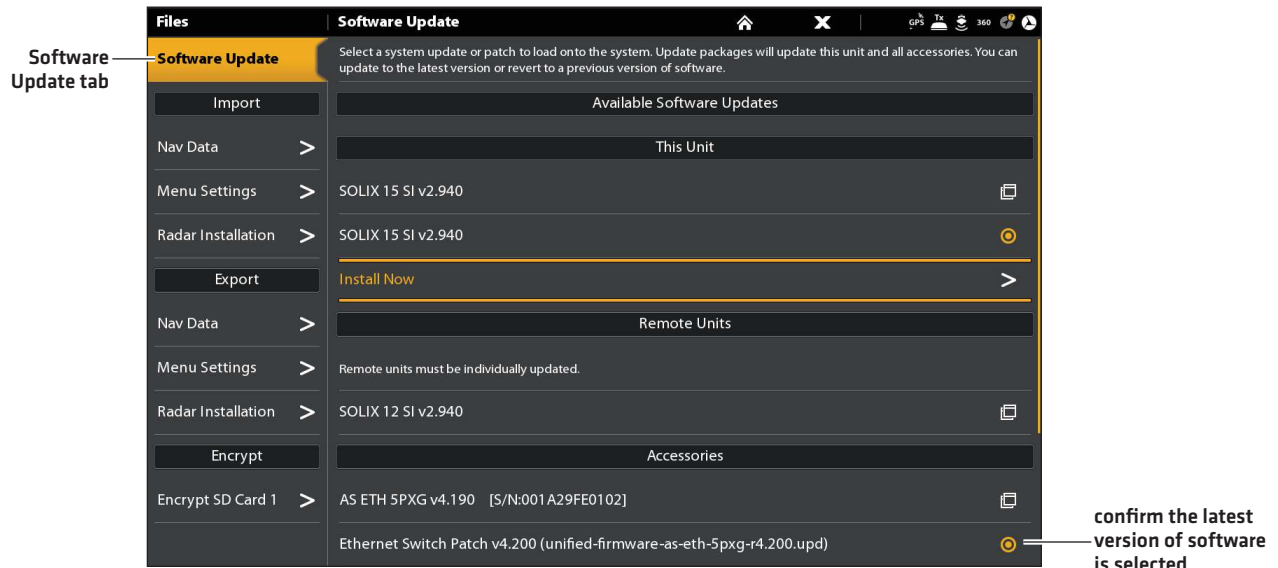 Files
Software Update
GPS
Tx
360
?
Software
Update tab
Software Update
Select a system update or patch to load onto the system. Update packages will update this unit and all accessories. You can
update to the latest version or revert to a previous version of software.
Import
Available Software Updates
Nav Data >
This Unit
Menu Settings >
SOLIX 15 SI v2.940
Radar Installation >
SOLIX 15 SI v2.940
Export
Install Now >
Nav Data >
Remote Units
Menu Settings >
Remote units must be individually updated.
Radar Installation >
SOLIX 12 SI v2.940
Encrypt
Accessories
Encrypt SD Card 1 >
AS ETH 5PXG v4.190 [S/N:001A29FE0102]
Ethernet Switch Patch v4.200 (unified-firmware-as-eth-5pxg-r4.200.upd)
confirm the latest
version of software
is selected